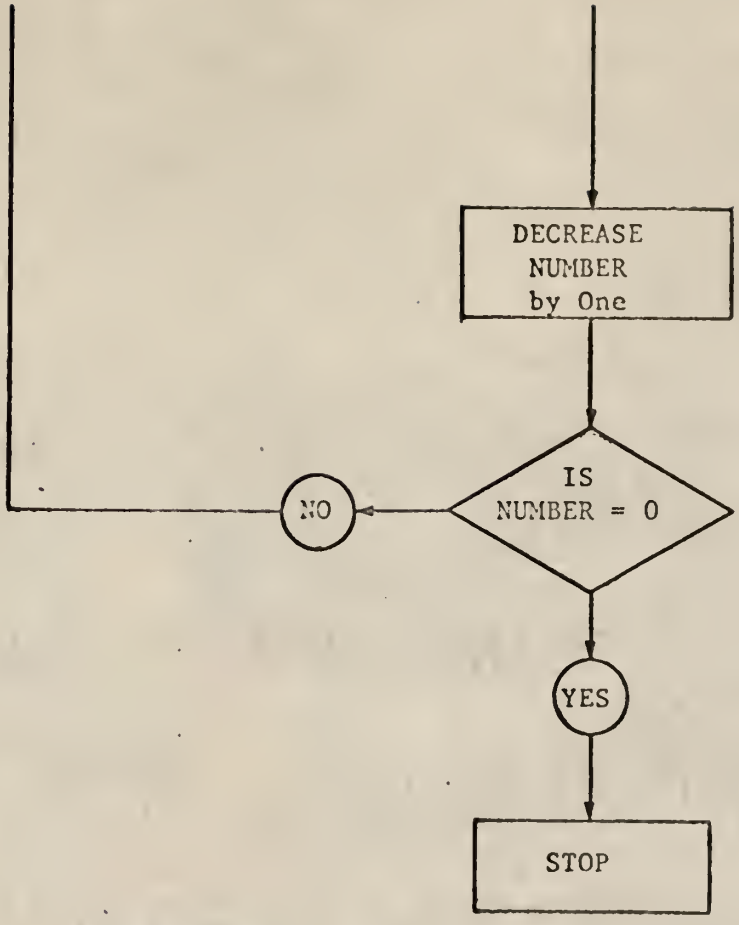 DECREASE
NUMBER
by One
IS
NUMBER = 0
NO
YES
STOP